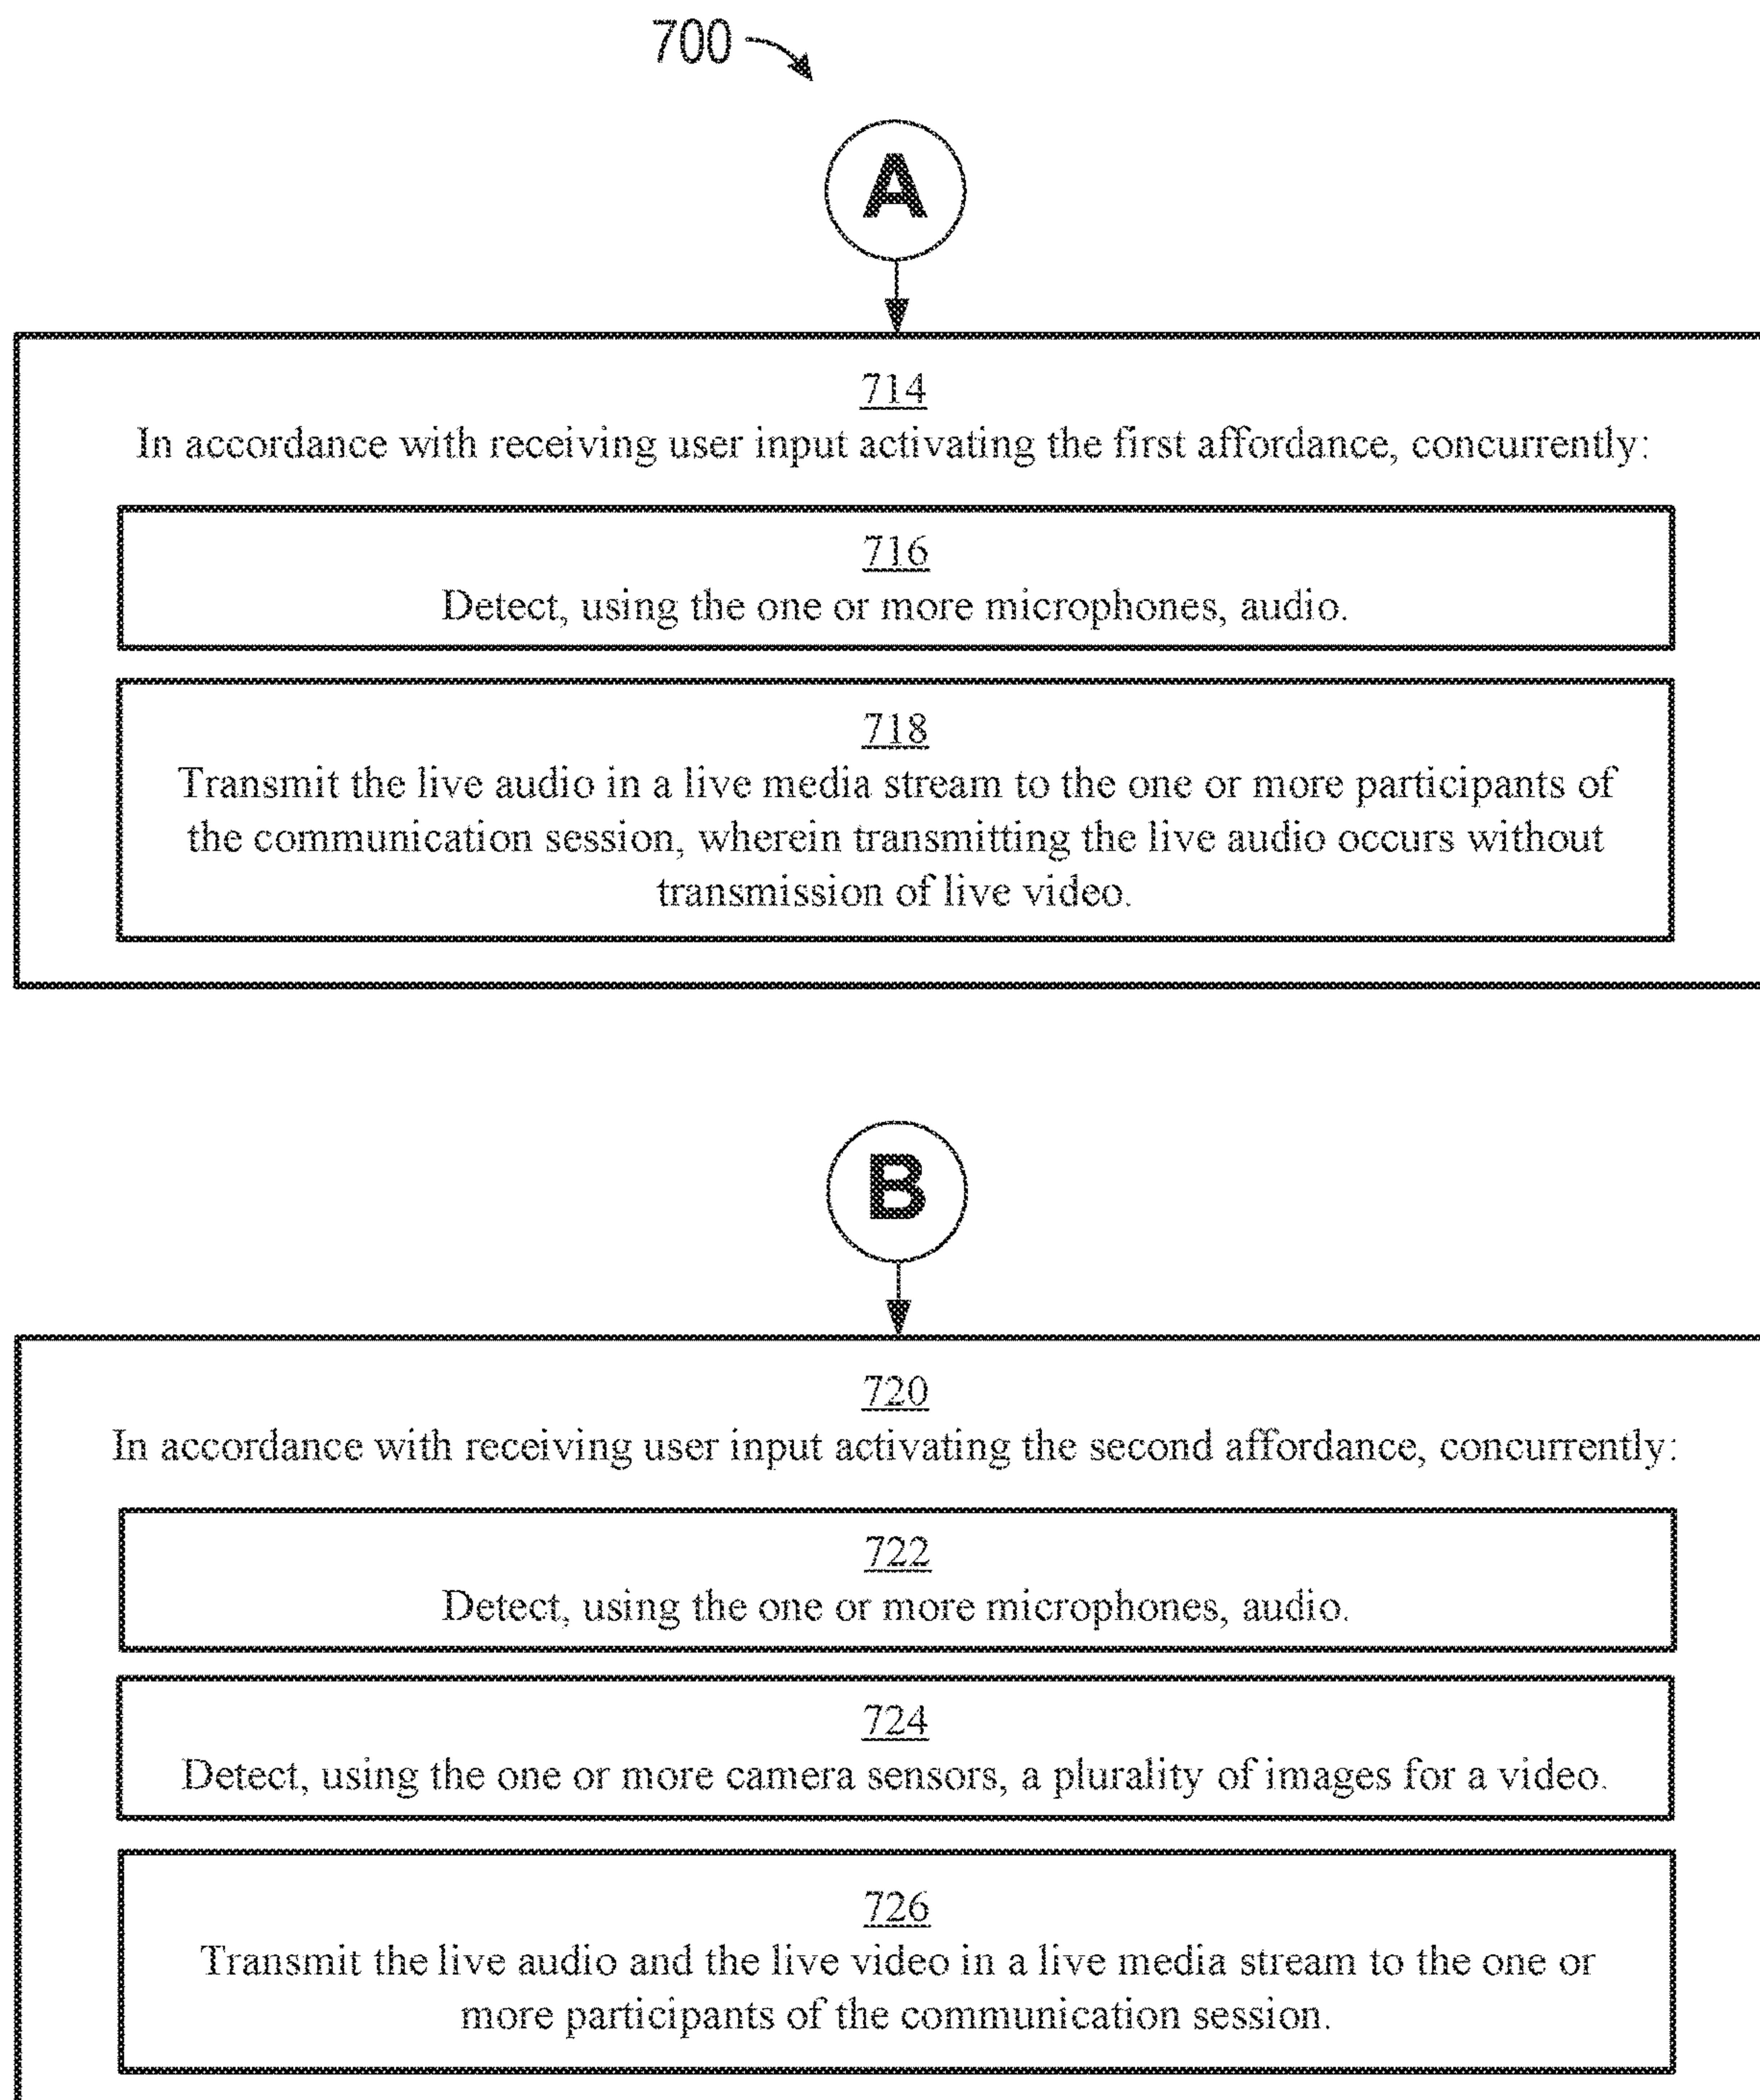 700
A
714
In accordance with receiving user input activating the first affordance, concurrently:
716
Detect, using the one or more microphones, audio.
718
Transmit the live audio in a live media stream to the one or more participants of
the communication session, wherein transmitting the live audio occurs without
transmission of live video.
B
720
In accordance with receiving user input activating the second affordance, concurrently:
722
Detect, using the one or more microphones, audio.
724
Detect, using the one or more camera sensors, a plurality of images for a video.
726
Transmit the live audio and the live video in a live media stream to the one or
more participants of the communication session.